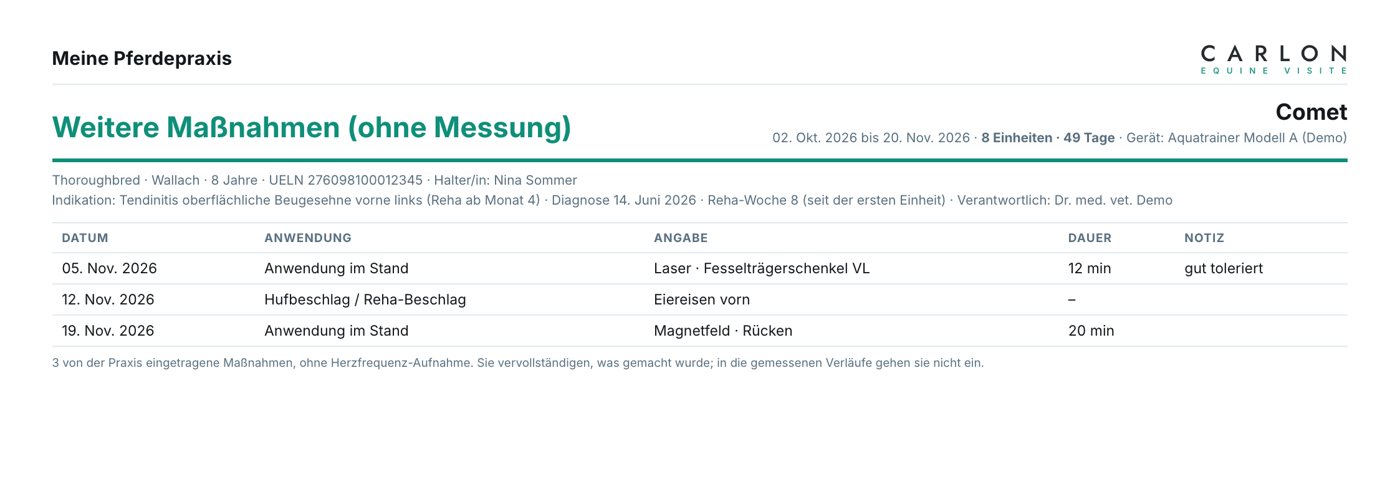 Meine Pferdepraxis
CARLON
EQUINE VISITE
Weitere Maßnahmen (ohne Messung)
Comet
02. Okt. 2026 bis 20. Nov. 2026 · 8 Einheiten · 49 Tage · Gerät: Aquatrainer Modell A (Demo)
Thoroughbred · Wallach · 8 Jahre · UELN 276098100012345 · Halter/in: Nina Sommer
Indikation: Tendinitis oberflächliche Beugesehne vorne links (Reha ab Monat 4) · Diagnose 14. Juni 2026 · Reha-Woche 8 (seit der ersten Einheit) · Verantwortlich: Dr. med. vet. Demo
DATUM ANWENDUNG ANGABE DAUER NOTIZ
05. Nov. 2026 Anwendung im Stand Laser · Fesselträgerschenkel VL 12 min gut toleriert
12. Nov. 2026 Hufbeschlag / Reha-Beschlag Eiereisen vorn –
19. Nov. 2026 Anwendung im Stand Magnetfeld · Rücken 20 min
3 von der Praxis eingetragene Maßnahmen, ohne Herzfrequenz-Aufnahme. Sie vervollständigen, was gemacht wurde; in die gemessenen Verläufe gehen sie nicht ein.